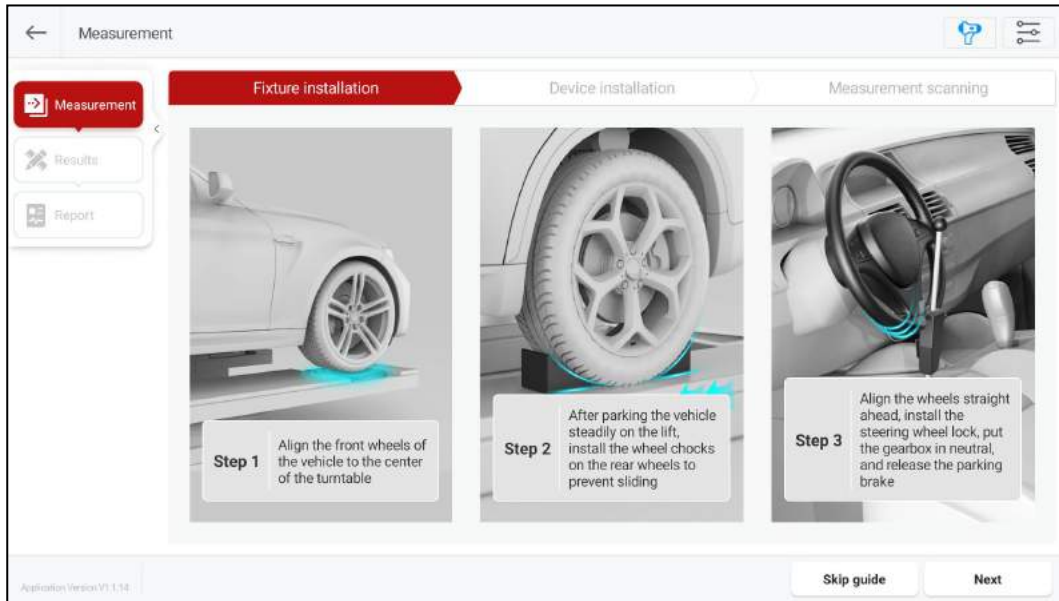 Measurement
Measurement
Results
Report
Fixture installation
Device installation
Measurement scanning
Step 1
Align the front wheels of
the vehicle to the center
of the turntable
Step 2
After parking the vehicle
steadily on the lift,
install the wheel chocks
on the rear wheels to
prevent sliding
Step 3
Align the wheels straight
ahead, install the
steering wheel lock, put
the gearbox in neutral,
and release the parking
brake
Application Version V1.1.14
Skip guide
Next